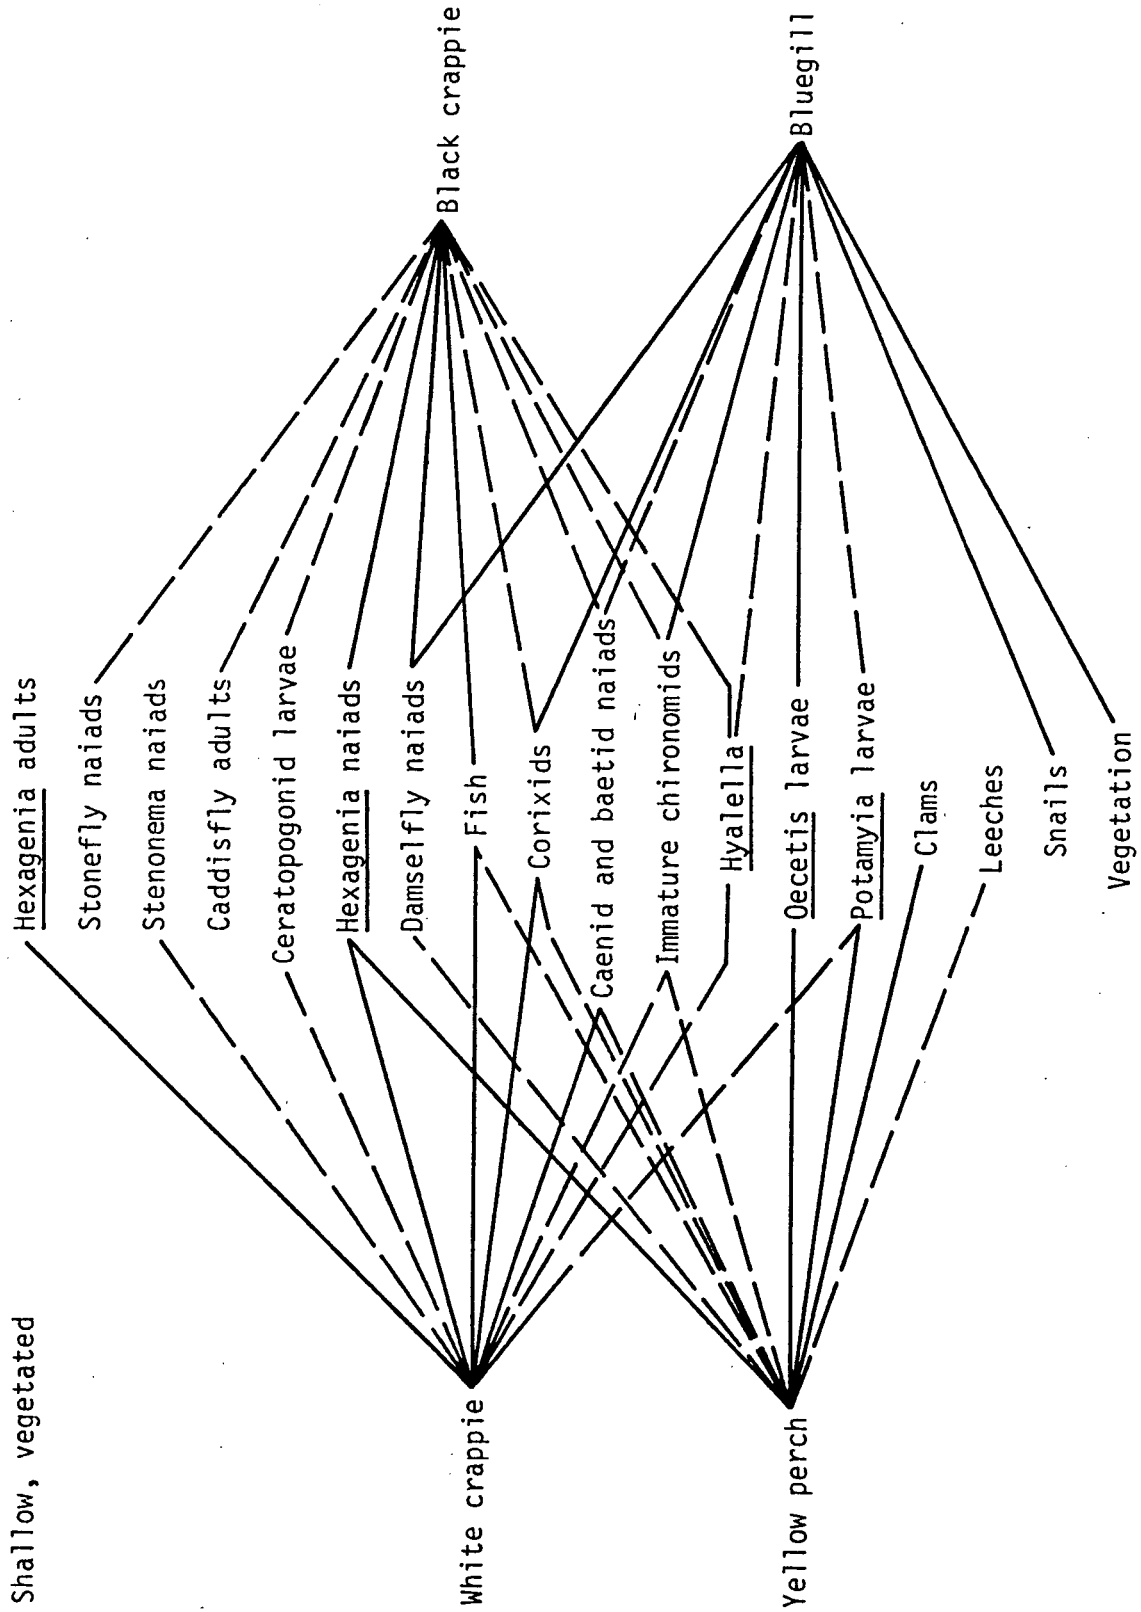 Shallow, vegetated
Hexagenia adults
Stonefly naiads
Stenonema naiads
Caddisfly adults
Ceratopogonid larvae
Hexagenia naiads
Damselfly naiads
White crappie
Fish
Black crappie
Corixids
Caenid and baetid naiads
Immature chironomids
Hyalella
Yellow perch
Oecetis larvae
Bluegill
Potamyia larvae
Clams
Leeches
Snails
Vegetation